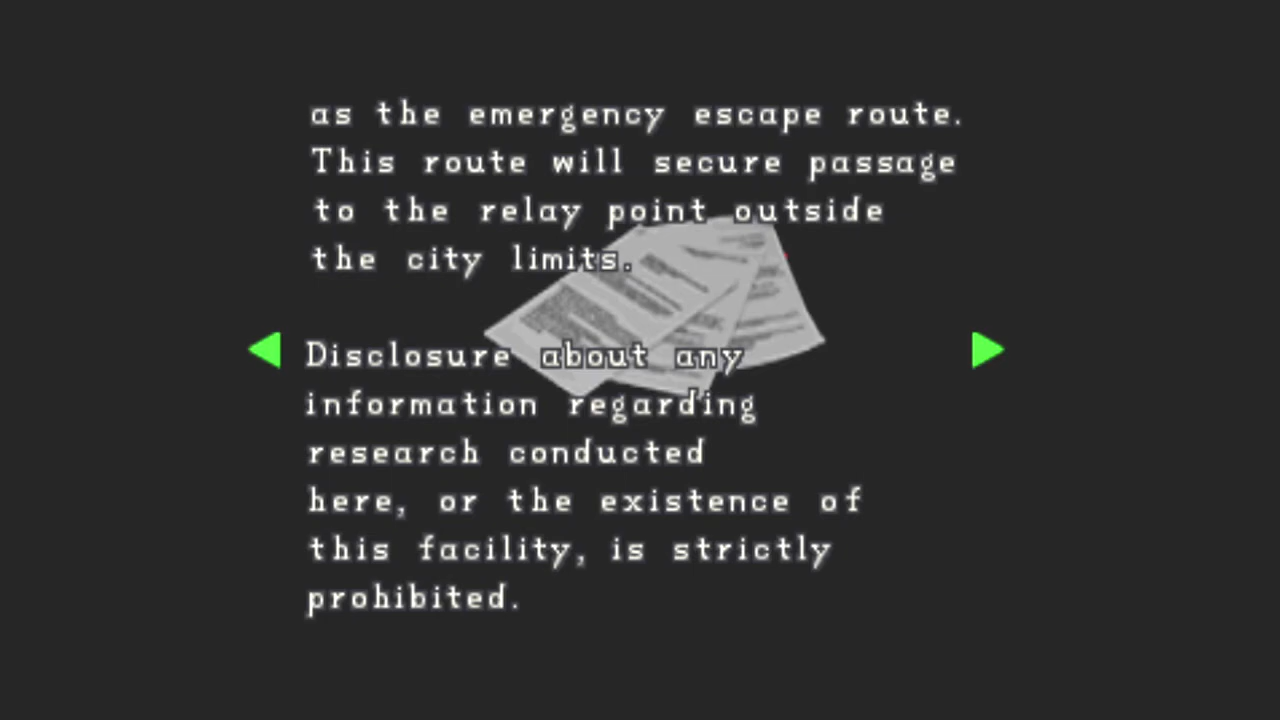 as the emergency escape route.
This route will secure passage
to the relay point outside
the city limits.
Disclosure about any
information regarding
research conducted
here, or the existence of
this facility, is strictly
prohibited.